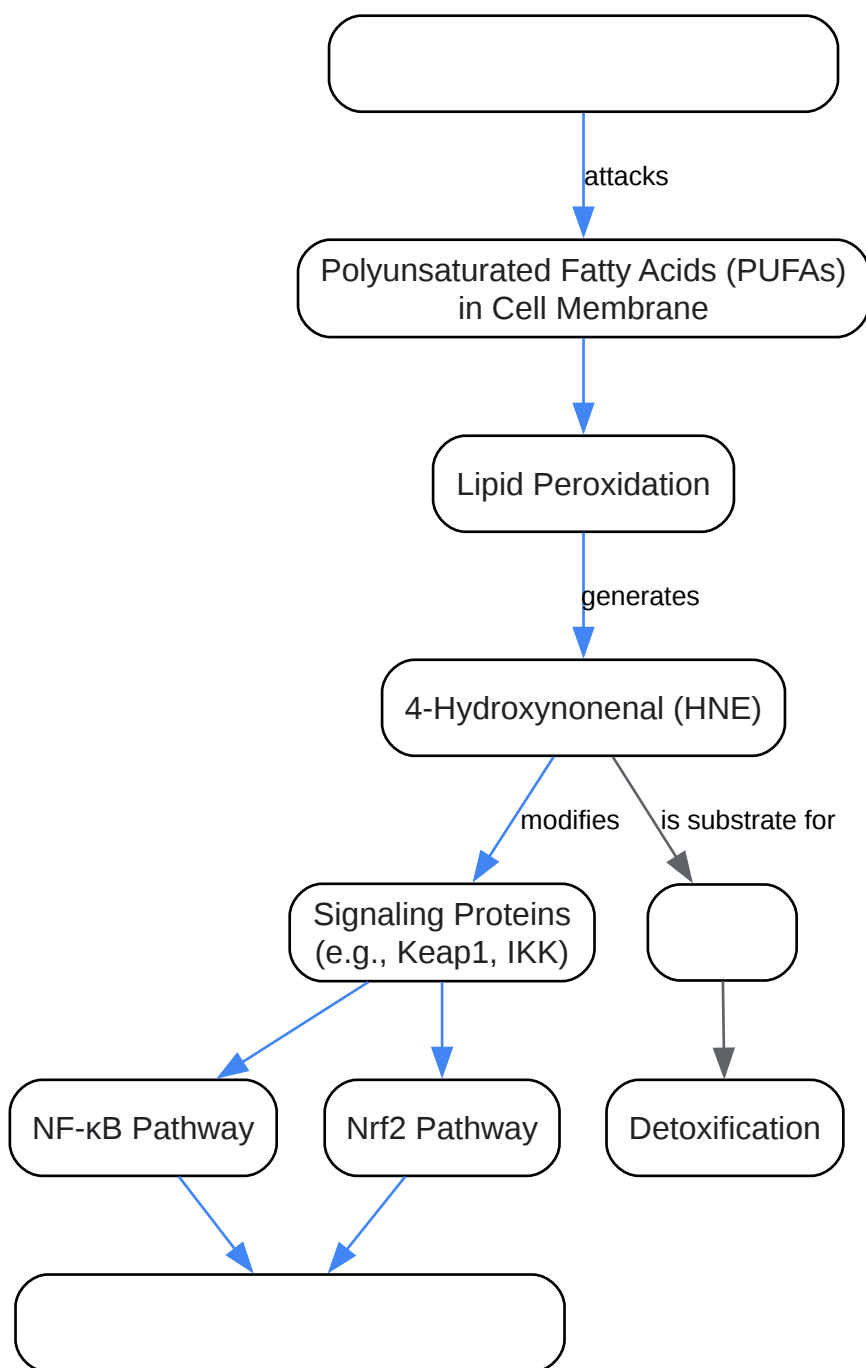 attacks
Polyunsaturated Fatty Acids (PUFAs)
in Cell Membrane
Lipid Peroxidation
generates
4-Hydroxynonenal (HNE)
modifies
is substrate for
Signaling Proteins
(e.g., Keap1, IKK)
NF-κB Pathway
Nrf2 Pathway
Detoxification